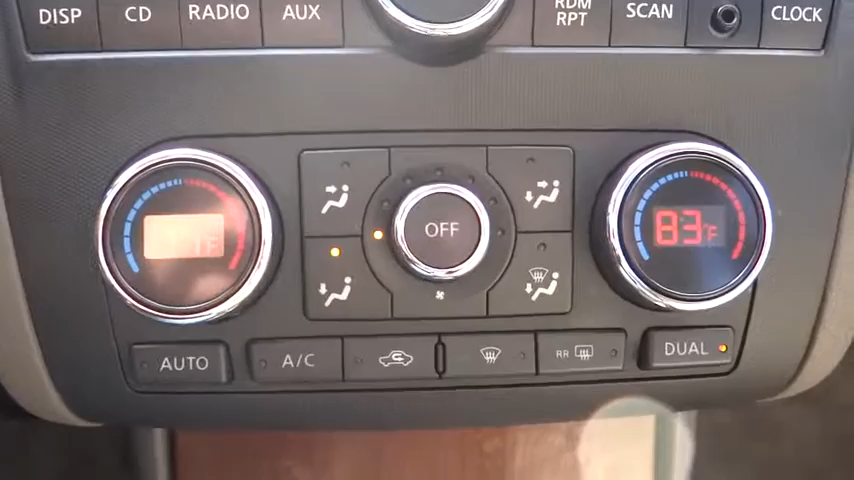 DISP CD RADIO AUX RDM RPT SCAN CLOCK
F OFF 83°F
AUTO A/C RR DUAL